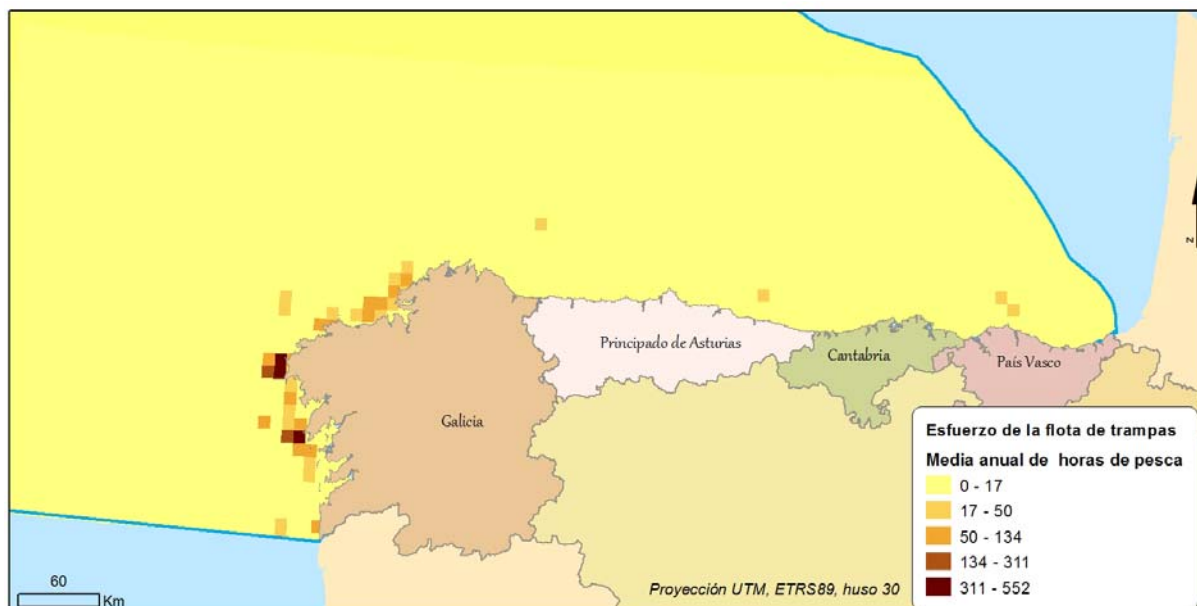 z
Principado de Asturias
Cantabria
País Vasco
Galicia
Esfuerzo de la flota de trampas
Media anual de horas de pesca
0 - 17
17 - 50
50 - 134
134 - 311
311 - 552
60
Km
Proyección UTM, ETRS89, huso 30